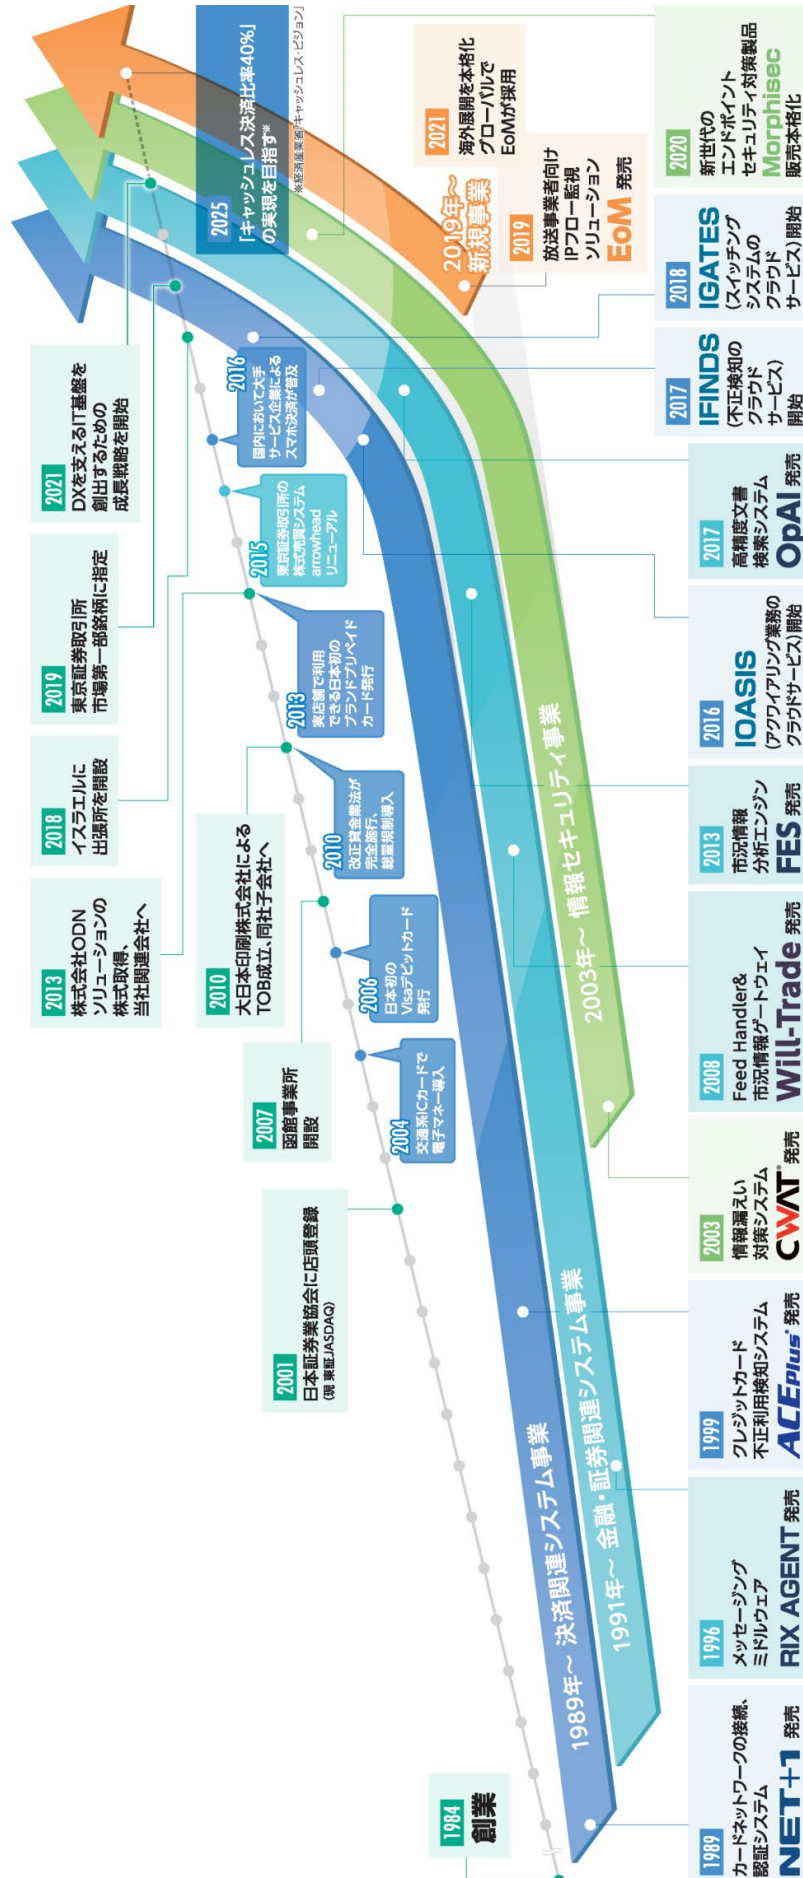 1984
創業
2001
日本証券業協会に店頭登録
(現 東証JASDAQ)
2007
函館事業所
開設
2010
大日本印刷株式会社による
TOB成立、同社子会社へ
2013
株式会社ODN
ソリューションの
株式取得、
当社関連会社へ
2018
イスラエルに
出張所を開設
2019
東京証券取引所
市場第一部銘柄に指定
2021
DXを支えるIT基盤を
創出するための
成長戦略を開始
2004
交通系ICカードで
電子マネー導入
2006
日本初の
Visaデビットカード
発行
2010
改正貸金業法が
完全施行、
総量規制導入
2013
実店舗で利用
できる日本初の
ブランドプリペイド
カード発行
2015
東京証券取引所の
株式売買システム
arrowhead
リニューアル
2016
国内において大手
サービス企業による
スマホ決済が普及
2025
「キャッシュレス決済比率40%」
の実現を目指す※
※経済産業省「キャッシュレス・ビジョン」
1989年～ 決済関連システム事業
1991年～ 金融・証券関連システム事業
2003年～ 情報セキュリティ事業
2019年～
新規事業
2019
放送事業者向け
IPフロー監視
ソリューション
EoM 発売
2021
海外展開を本格化
グローバルで
EoMが採用
1989
カードネットワークの接続、
認証システム
NET+1 発売
1996
メッセージング
ミドルウェア
RIX AGENT 発売
1999
クレジットカード
不正利用検知システム
ACEPlus 発売
2003
情報漏えい
対策システム
CWAT 発売
2008
Feed Handler&
市況情報ゲートウェイ
Will-Trade 発売
2013
市況情報
分析エンジン
FES 発売
2016
IOASIS
(アクワイアリング業務の
クラウドサービス)開始
2017
高精度文書
検索システム
OpAI 発売
2017
IFINDS
(不正検知の
クラウド
サービス)
開始
2018
IGATES
(スイッチング
システムの
クラウド
サービス)開始
2020
新世代の
エンドポイント
セキュリティ対策製品
Morphisec
販売本格化